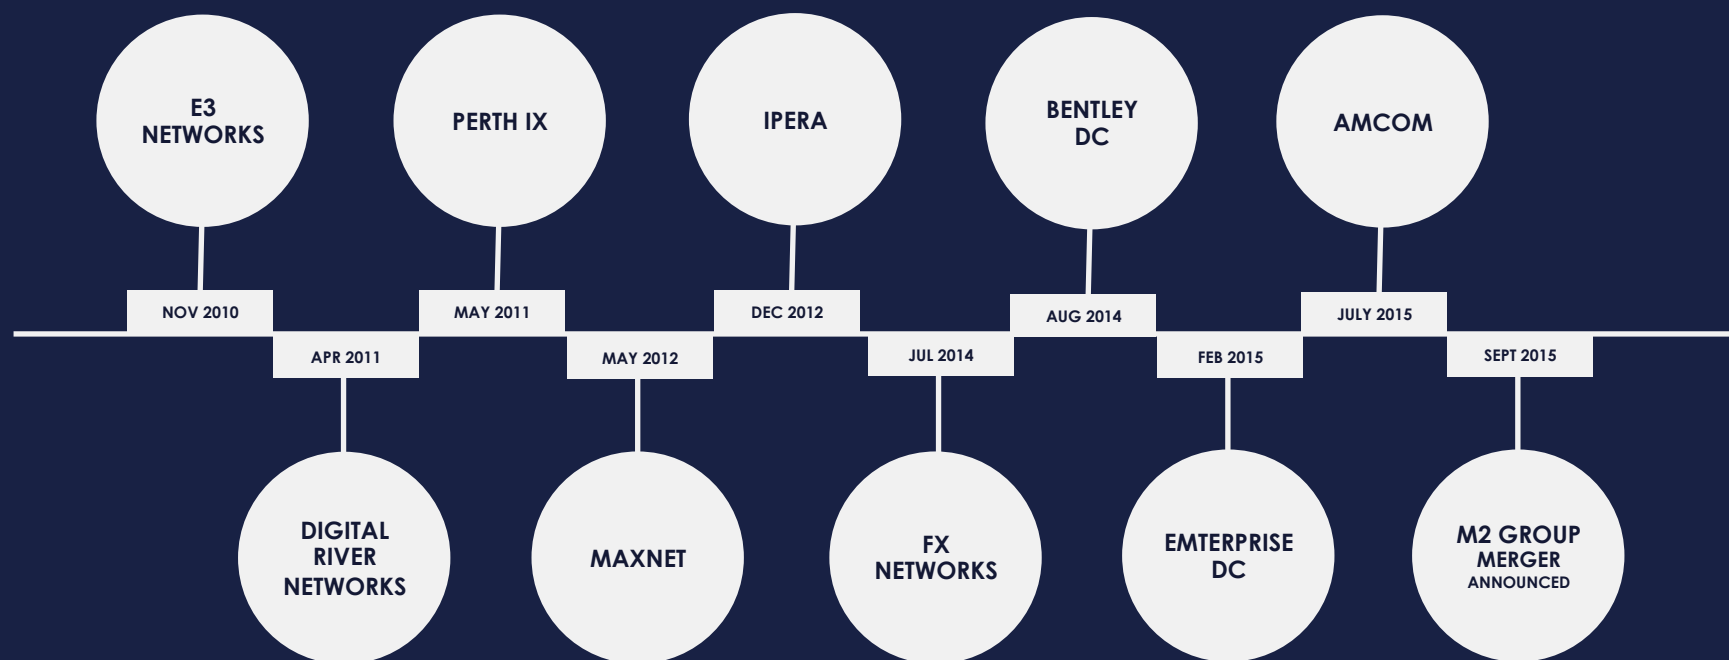 E3
NETWORKS
PERTH IX
IPERA
BENTLEY
DC
AMCOM
NOV 2010
MAY 2011
DEC 2012
AUG 2014
JULY 2015
APR 2011
MAY 2012
JUL 2014
FEB 2015
SEPT 2015
DIGITAL
RIVER
NETWORKS
MAXNET
FX
NETWORKS
EMTERPRISE
DC
M2 GROUP
MERGER
ANNOUNCED